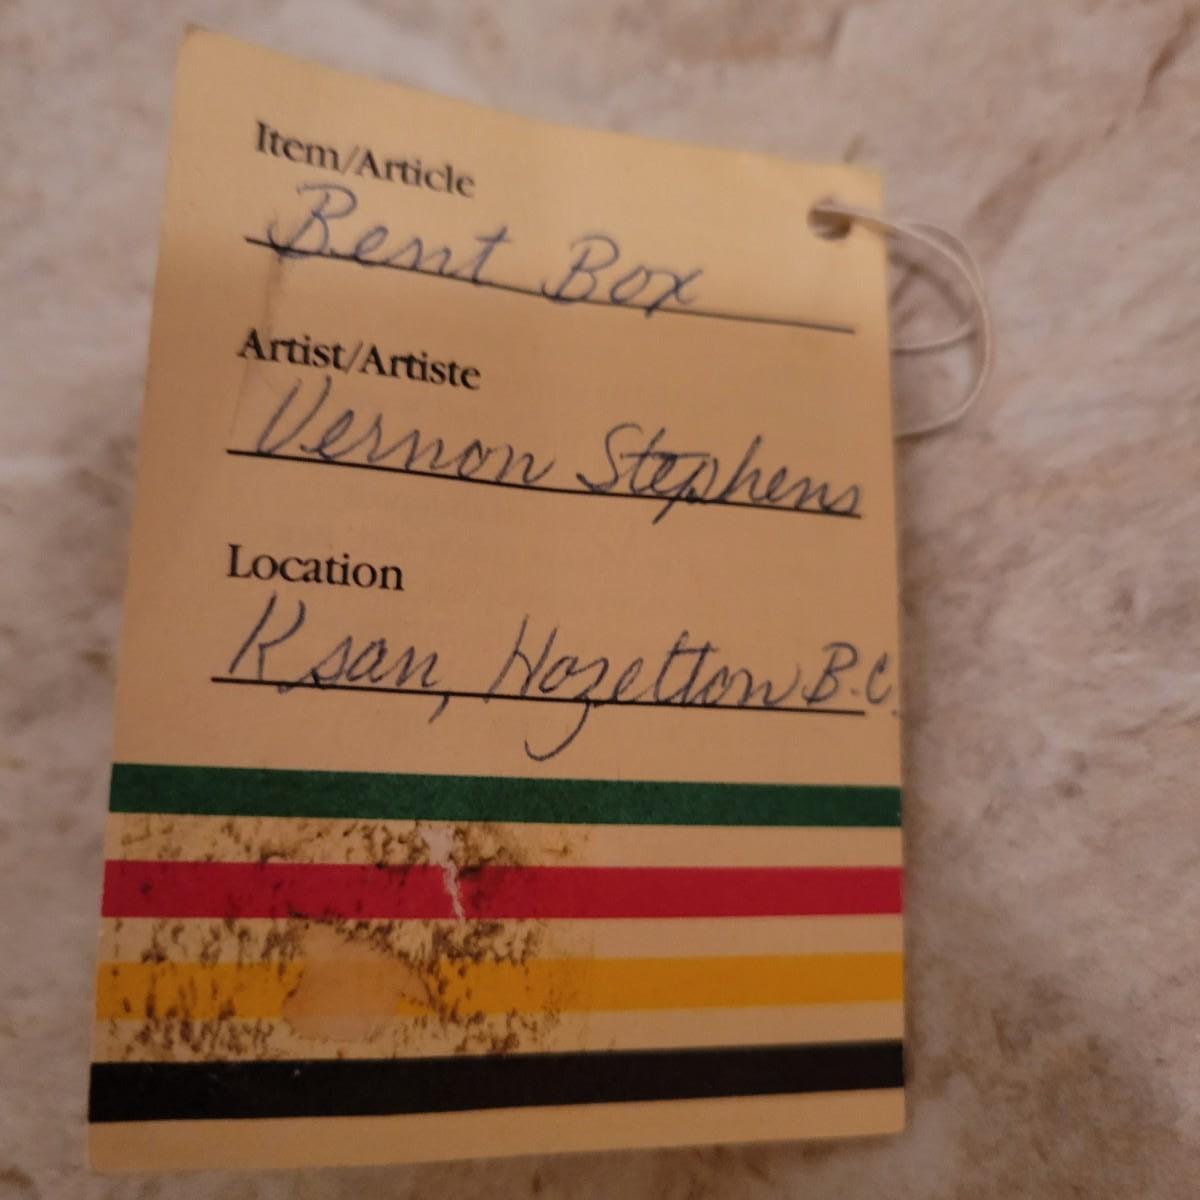 Item/Article
Bent Box
Artist/Artiste
Vernon Stephens
Location
Ksan, Hazelton B.C.